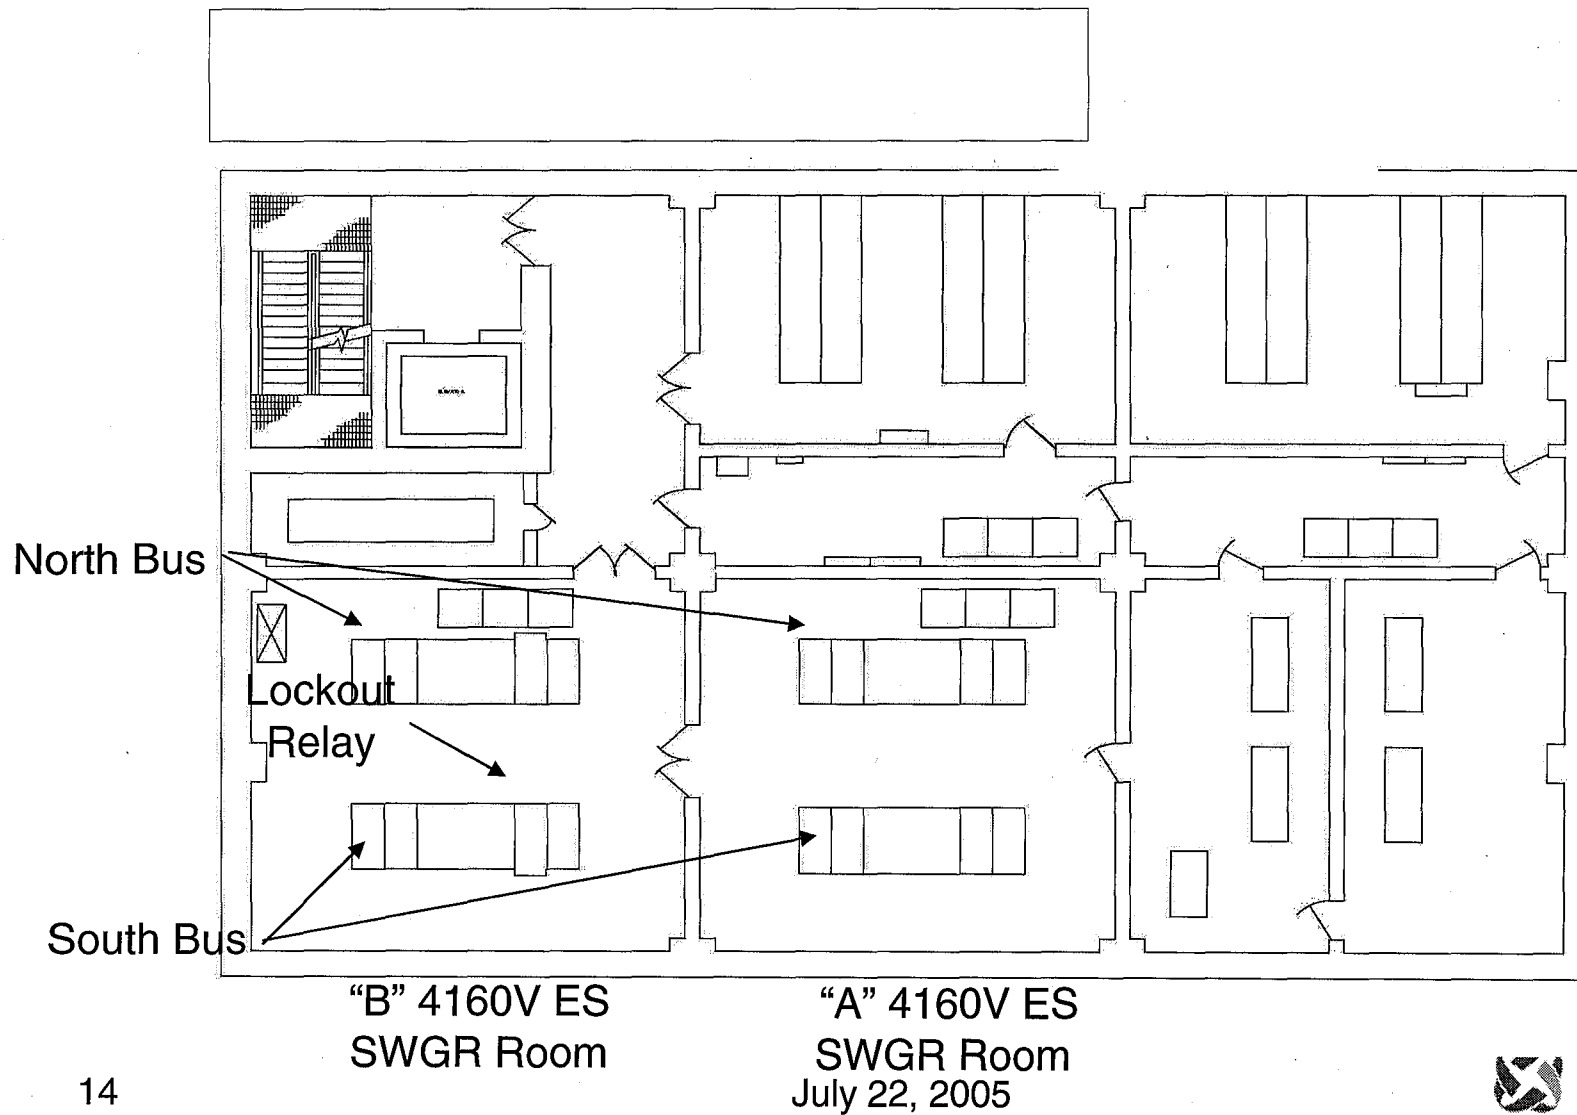 North Bus
Lockout
Relay
South Bus
“B” 4160V ES
SWGR Room
“A” 4160V ES
SWGR Room
14
July 22, 2005